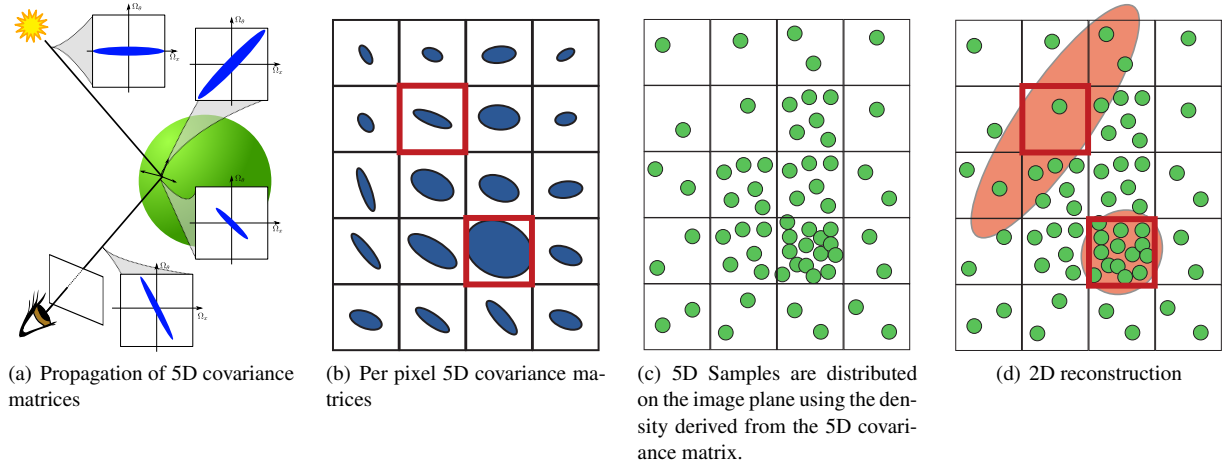 Ωθ
Ωx
Ωθ
Ωx
Ωθ
Ωx
Ωθ
Ωx
(a) Propagation of 5D covariance
matrices
(b) Per pixel 5D covariance ma-
trices
(c) 5D Samples are distributed
on the image plane using the den-
sity derived from the 5D covari-
ance matrix.
(d) 2D reconstruction